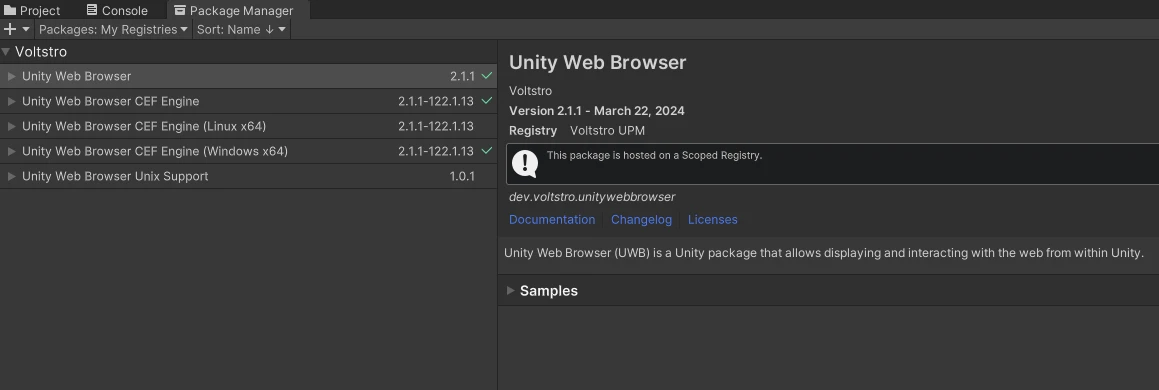 Project Console Package Manager
Packages: My Registries Sort: Name ↓
Voltstro
Unity Web Browser 2.1.1
Unity Web Browser CEF Engine 2.1.1-122.1.13
Unity Web Browser CEF Engine (Linux x64) 2.1.1-122.1.13
Unity Web Browser CEF Engine (Windows x64) 2.1.1-122.1.13
Unity Web Browser Unix Support 1.0.1
Unity Web Browser
Voltstro
Version 2.1.1 - March 22, 2024
Registry Voltstro UPM
This package is hosted on a Scoped Registry.
dev.voltstro.unitywebbrowser
Documentation Changelog Licenses
Unity Web Browser (UWB) is a Unity package that allows displaying and interacting with the web from within Unity.
Samples